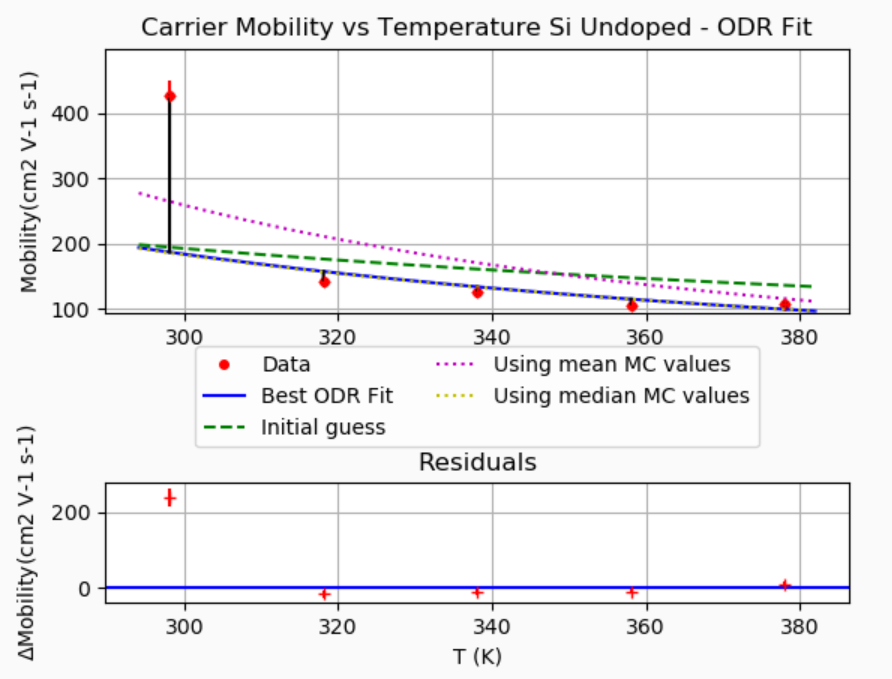 Carrier Mobility vs Temperature Si Undoped - ODR Fit
Mobility(cm2 V-1 s-1)
400
300
200
100
300 320 340 360 380
Data
Best ODR Fit
Initial guess
Using mean MC values
Using median MC values
Residuals
ΔMobility(cm2 V-1 s-1)
200
0
300 320 340 360 380
T (K)